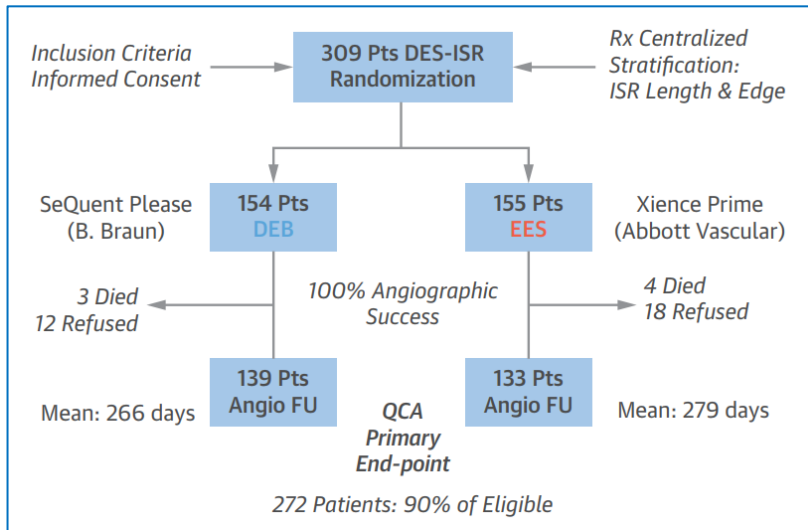 Inclusion Criteria
Informed Consent
309 Pts DES-ISR
Randomization
Rx Centralized
Stratification:
ISR Length & Edge
SeQuent Please
(B. Braun)
154 Pts
DEB
155 Pts
EES
Xience Prime
(Abbott Vascular)
3 Died
12 Refused
100% Angiographic
Success
4 Died
18 Refused
Mean: 266 days
139 Pts
Angio FU
QCA
Primary
End-point
133 Pts
Angio FU
Mean: 279 days
272 Patients: 90% of Eligible